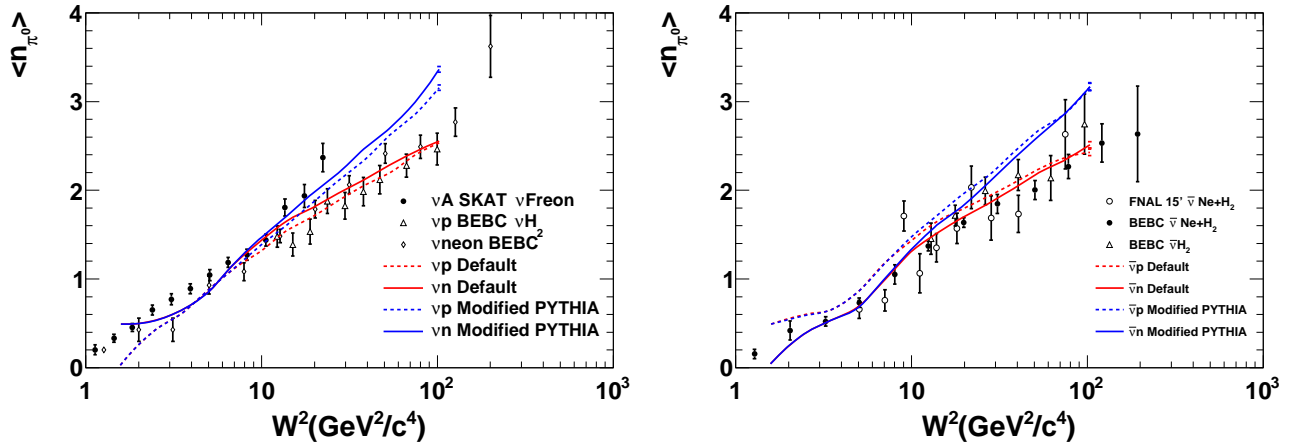 <n_π⁰>
4
3
2
1
0
νA SKAT νFreon
νp BEBC νH₂
νneon BEBC
νp Default
νn Default
νp Modified PYTHIA
νn Modified PYTHIA
1 10 10² 10³
W²(GeV²/c⁴)
<n_π⁰>
4
3
2
1
0
FNAL 15' ν̅ Ne+H₂
BEBC ν̅ Ne+H₂
BEBC ν̅H₂
ν̅p Default
ν̅n Default
ν̅p Modified PYTHIA
ν̅n Modified PYTHIA
1 10 10² 10³
W²(GeV²/c⁴)